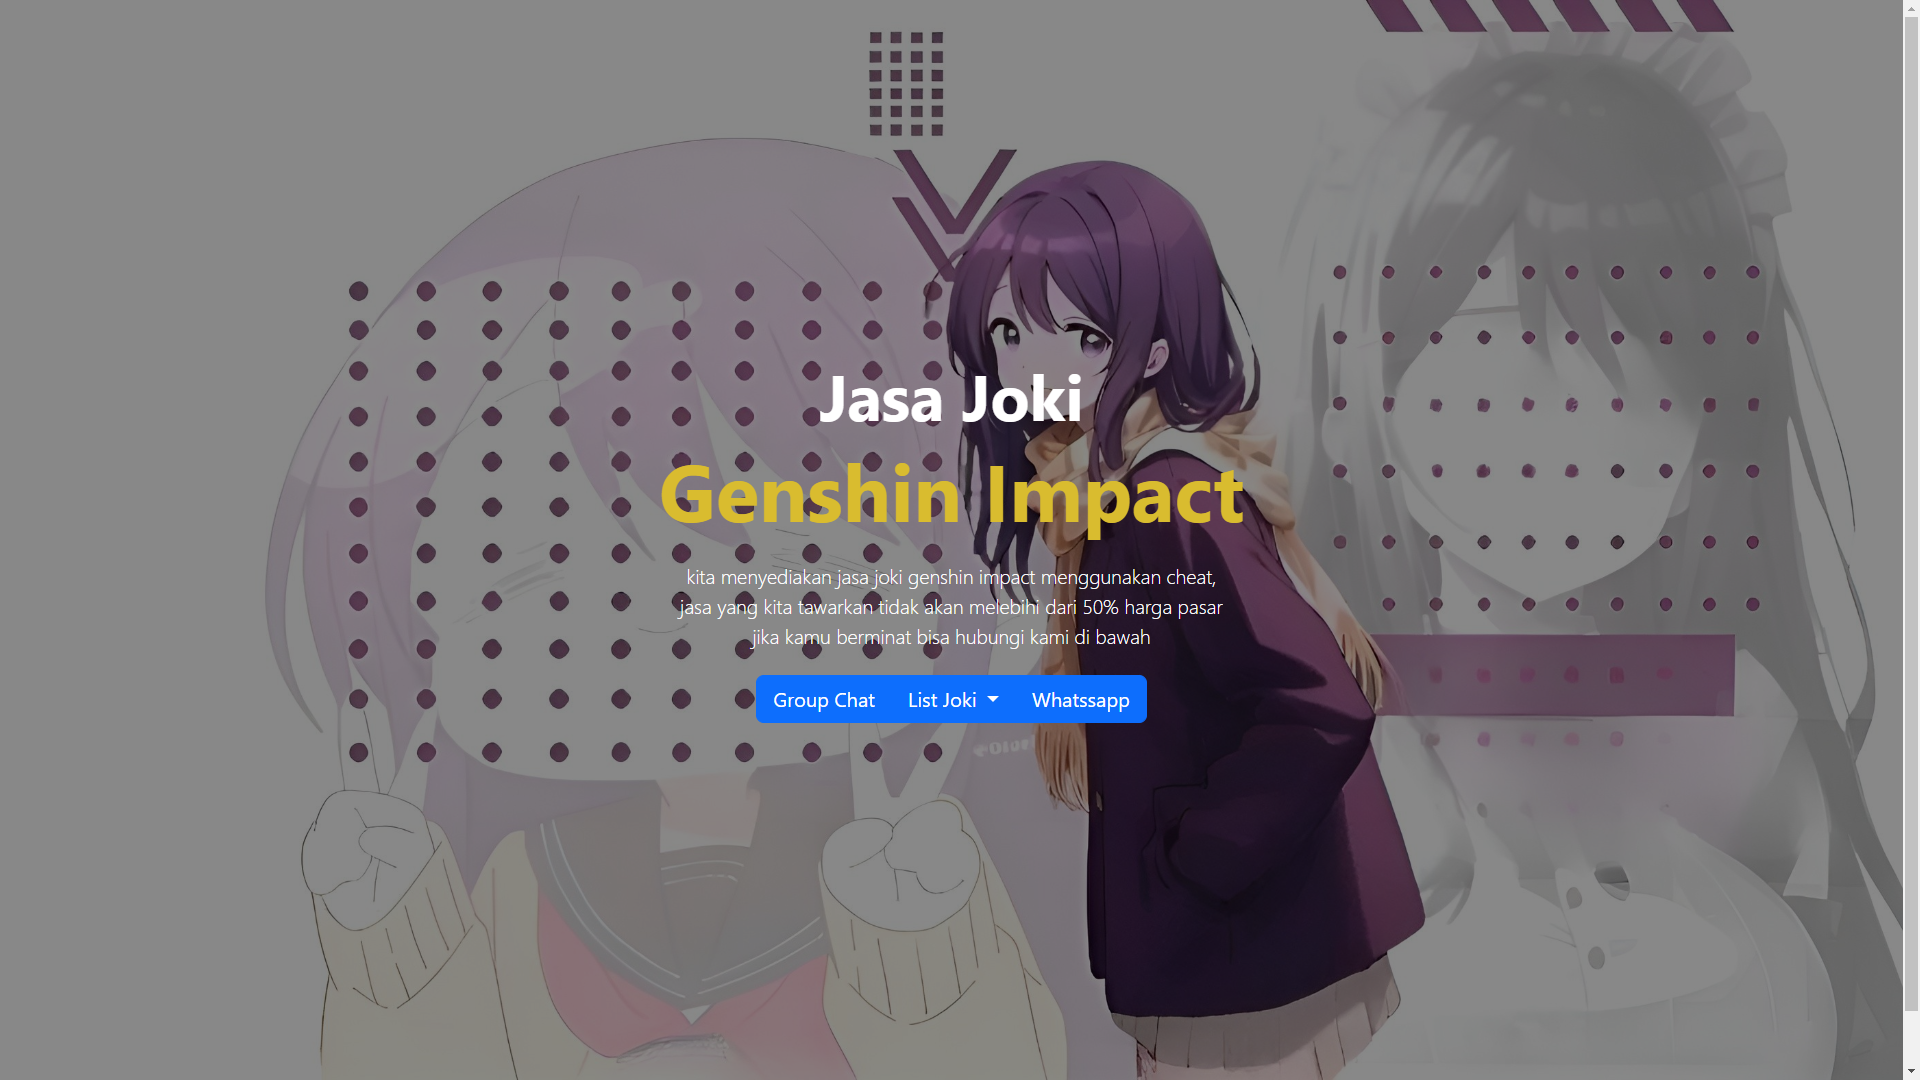 Jasa Joki
Genshin Impact
kita menyediakan jasa joki genshin impact menggunakan cheat,
jasa yang kita tawarkan tidak akan melebihi dari 50% harga pasar
jika kamu berminat bisa hubungi kami di bawah
Group Chat
List Joki
Whatssapp